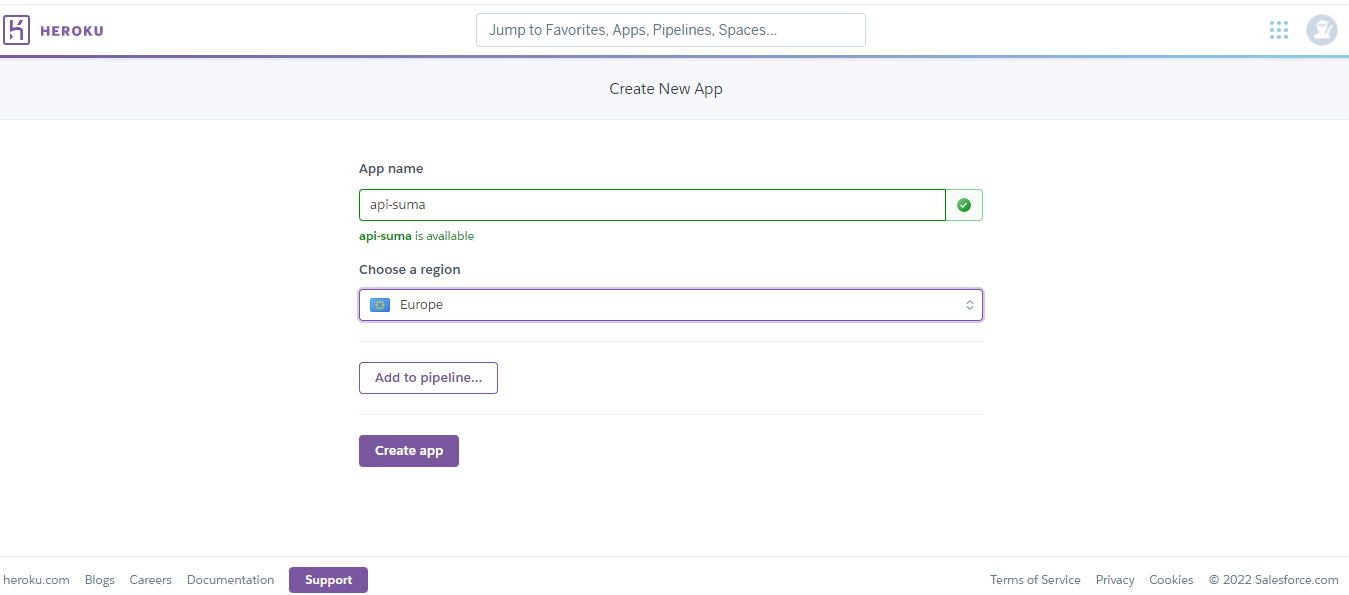 HEROKU
Jump to Favorites, Apps, Pipelines, Spaces...
Create New App
App name
api-suma
api-suma is available
Choose a region
Europe
Add to pipeline...
Create app
heroku.com Blogs Careers Documentation Support Terms of Service Privacy Cookies © 2022 Salesforce.com